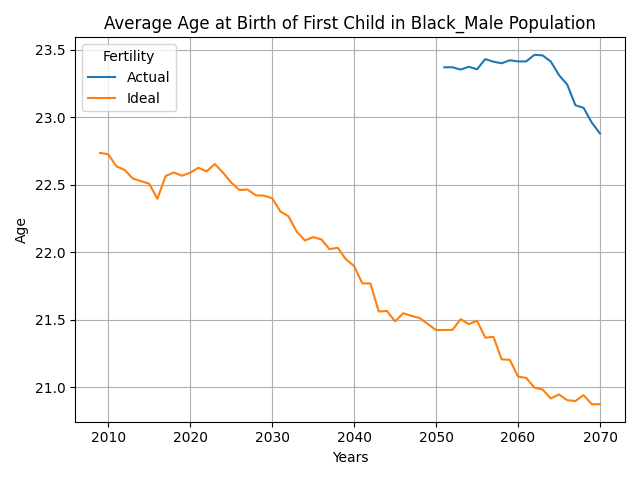 Average Age at Birth of First Child in Black_Male Population
Fertility
Actual
Ideal
23.5
23.0
22.5
22.0
21.5
21.0
Age
2010 2020 2030 2040 2050 2060 2070
Years